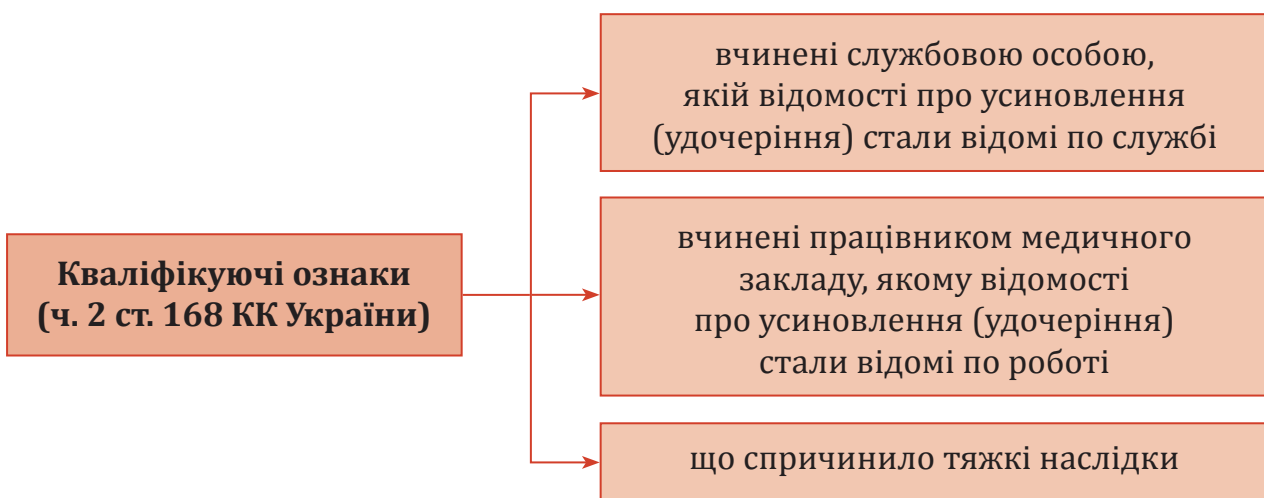 вчинені службовою особою,
якій відомості про усиновлення
(удочеріння) стали відомі по службі
Кваліфікуючі ознаки
(ч. 2 ст. 168 КК України)
вчинені працівником медичного
закладу, якому відомості
про усиновлення (удочеріння)
стали відомі по роботі
що спричинило тяжкі наслідки